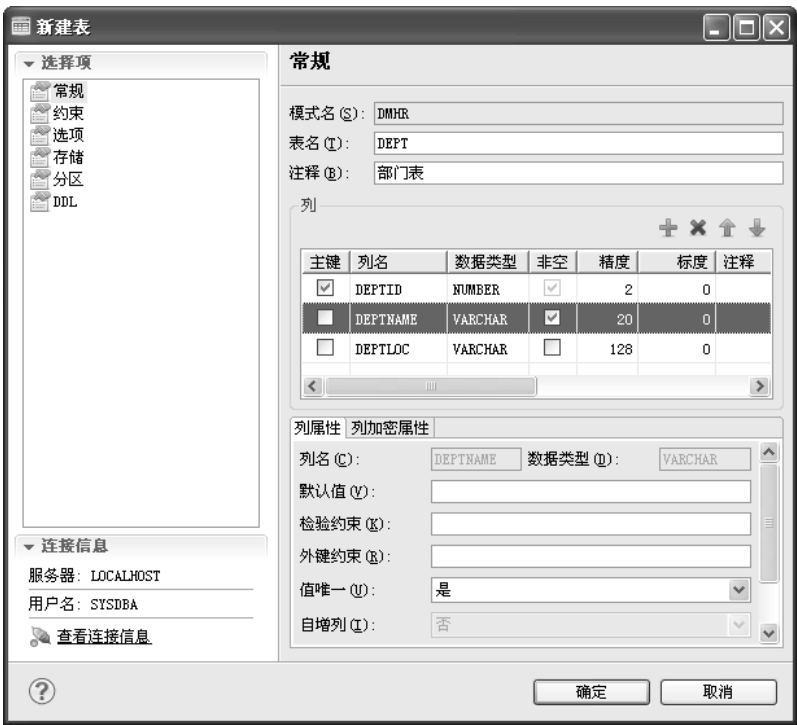 新建表
选择项
常规
约束
选项
存储
分区
DDL
连接信息
服务器: LOCALHOST
用户名: SYSDBA
查看连接信息
常规
模式名(S): DMHR
表名(T): DEPT
注释(B): 部门表
列
主键 列名 数据类型 非空 精度 标度 注释
DEPTID NUMBER 2 0
DEPTNAME VARCHAR 20 0
DEPTLOC VARCHAR 128 0
列属性 列加密属性
列名(C): DEPTNAME 数据类型(D): VARCHAR
默认值(V):
检验约束(K):
外键约束(R):
值唯一(U): 是
自增列(I): 否
确定 取消